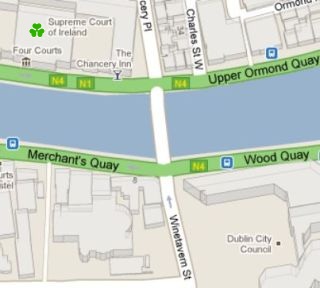 Supreme Court
of Ireland
Four Courts
The
Chancery Inn
Charles St W
N4
N1
N4
Upper Ormond Quay
Merchant's Quay
N4
Wood Quay
Winetavern St
Dublin City
Council